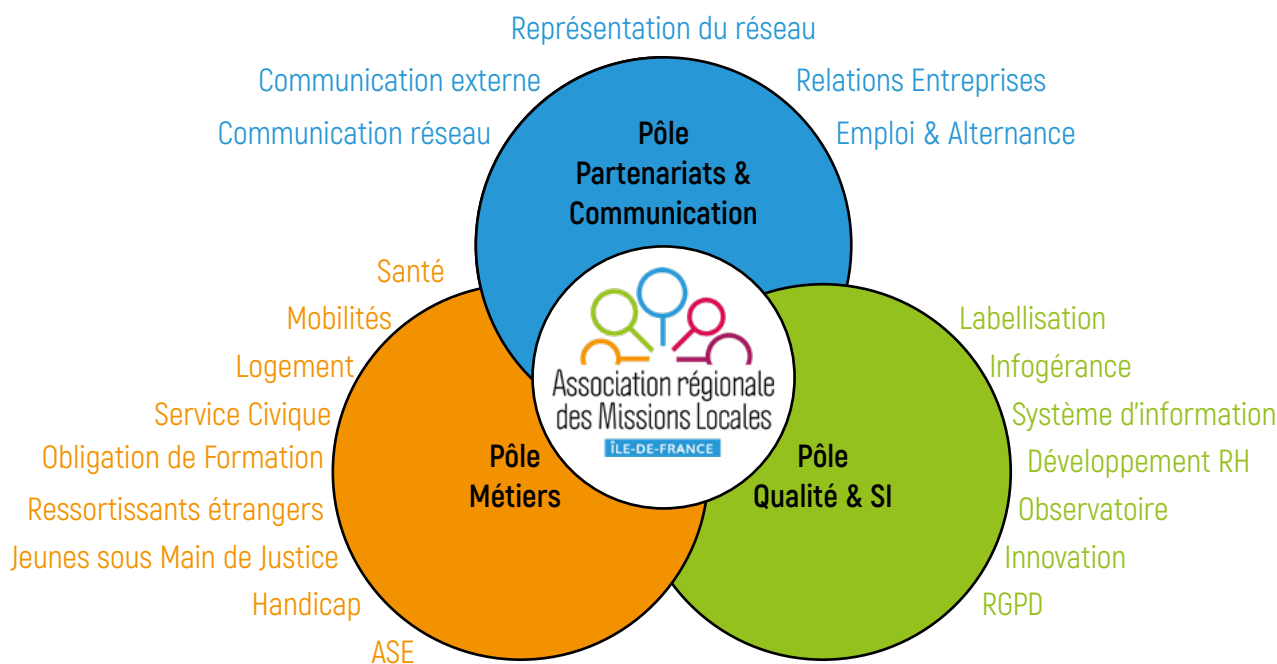 Représentation du réseau
Communication externe
Relations Entreprises
Communication réseau
Emploi & Alternance
Pôle
Partenariats &
Communication
Santé
Mobilités
Logement
Service Civique
Obligation de Formation
Ressortissants étrangers
Jeunes sous Main de Justice
Handicap
ASE
Pôle
Métiers
Association régionale
des Missions Locales
ÎLE-DE-FRANCE
Pôle
Qualité & SI
Labellisation
Infogérance
Système d'information
Développement RH
Observatoire
Innovation
RGPD